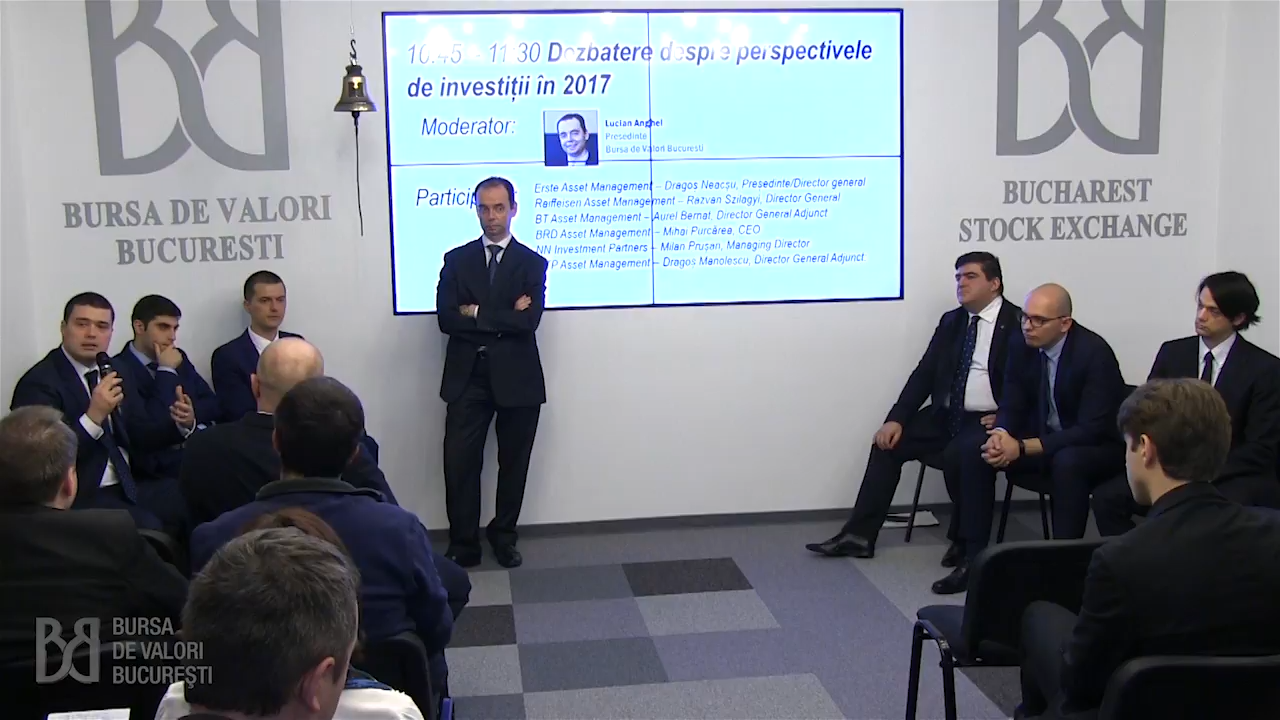 BURSA DE VALORI
BUCUREȘTI
10:45 - 11:30 Dezbatere despre perspectivele
de investiții în 2017
Moderator:
Lucian Anghel
Presedinte
Bursa de Valori Bucuresti
Erste Asset Management – Dragos Neacșu, Presedinte/Director general
Raiffeisen Asset Management – Razvan Szilagyi, Director General
BT Asset Management – Aurel Bernat, Director General Adjunct
BRD Asset Management – Mihai Purcărea, CEO
NN Investment Partners – Milan Prușan, Managing Director
Asset Management – Dragoș Manolescu, Director General Adjunct.
BUCHAREST
STOCK EXCHANGE
BURSA
DE VALORI
BUCUREŞTI